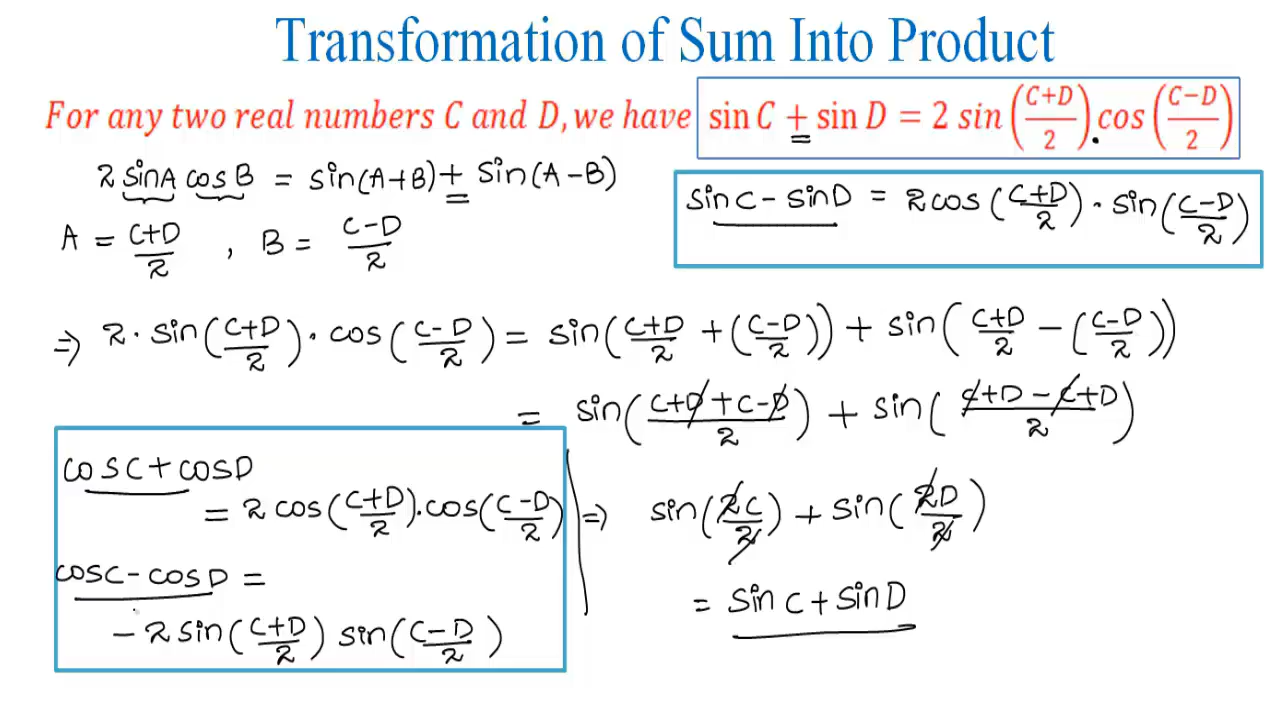 Transformation of Sum Into Product
For any two real numbers C and D, we have sin C + sin D = 2 sin((C+D)/2).cos((C−D)/2)
2 sinA cosB = sin(A+B) + sin(A−B)
sinC − sinD = 2cos((C+D)/2)·sin((C−D)/2)
A = (C+D)/2 , B = (C−D)/2
⇒ 2·sin((C+D)/2)·cos((C−D)/2) = sin((C+D)/2 + ((C−D)/2)) + sin((C+D)/2 − ((C−D)/2))
= sin((C+D+C−D)/2) + sin((C+D−C+D)/2)
cosC + cosD
= 2 cos((C+D)/2).cos((C−D)/2)
cosC − cosD =
−2 sin((C+D)/2) sin((C−D)/2)
⇒ sin(2C/2) + sin(2D/2)
= sinC + sinD